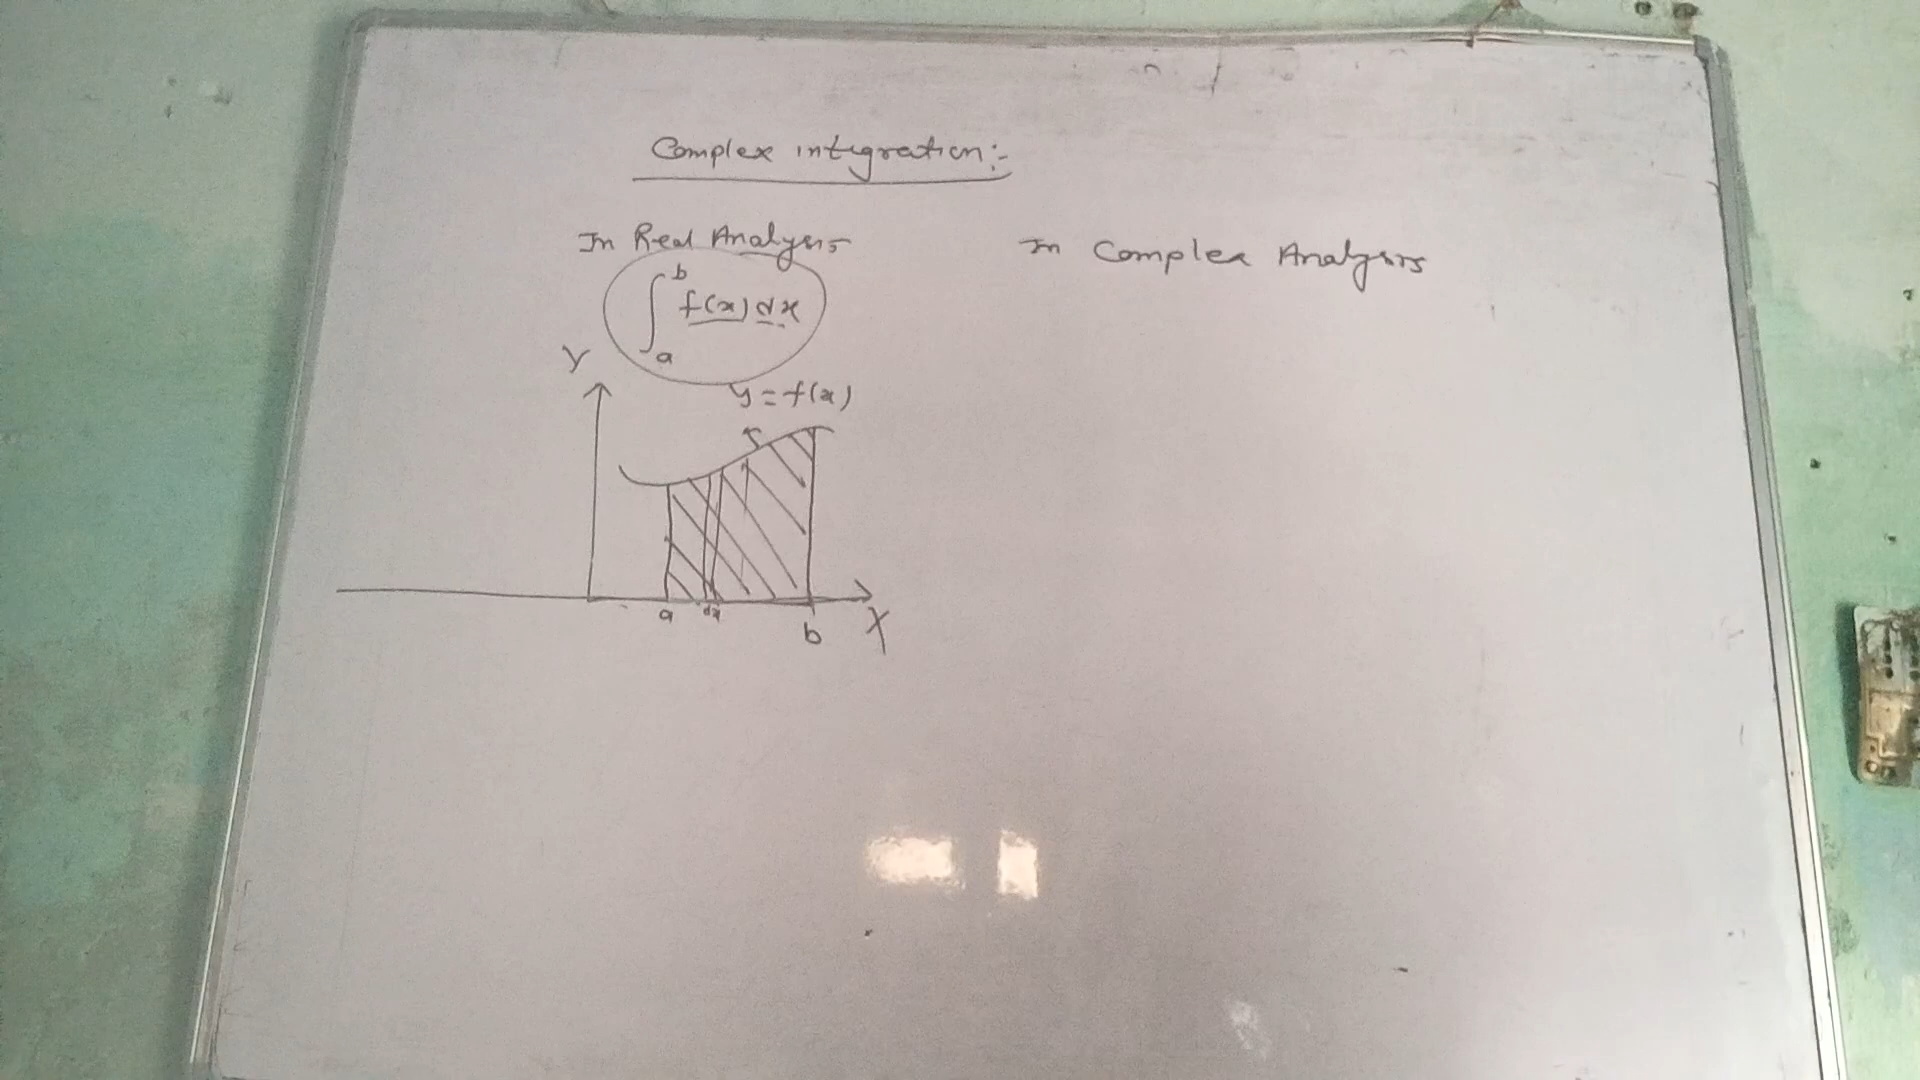 Complex integration:-
In Real Analysis
∫_a^b f(x) dx
Y
y = f(x)
a dx b X
In Complex Analysis